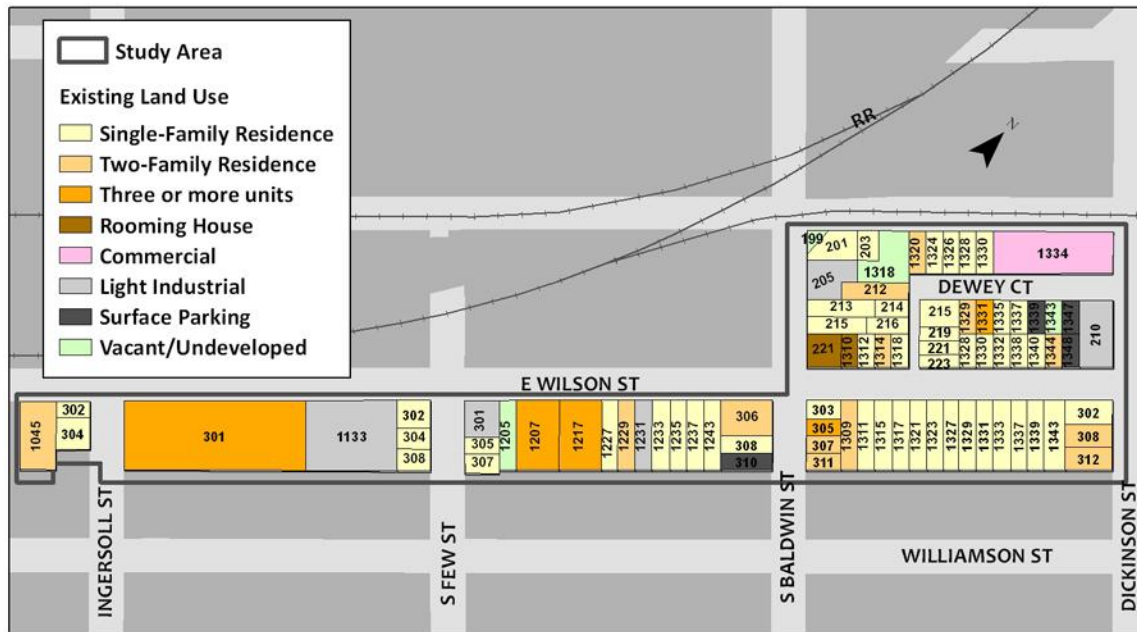 Study Area
Existing Land Use
Single-Family Residence
Two-Family Residence
Three or more units
Rooming House
Commercial
Light Industrial
Surface Parking
Vacant/Undeveloped
RR
N
199 201 203 1320 1324 1326 1328 1330 1334
205 1318
212
DEWEY CT
213 214
215 216
221 1310 1312 1314 1318
215 1329 1331 1335 1337 1339 1343 1347 210
219
221 1328 1330 1332 1338 1340 1344 1348
223
E WILSON ST
1045 302
304
301 1133 302
304
308
301 1205 1207 1217 1227 1229 1231 1233 1235 1237 1243 306
305
307
308
310
303 1309 1311 1315 1317 1321 1323 1327 1329 1331 1333 1337 1339 1343 302
305
307
311
308
312
INGERSOLL ST
S FEW ST
S BALDWIN ST
WILLIAMSON ST
DICKINSON ST